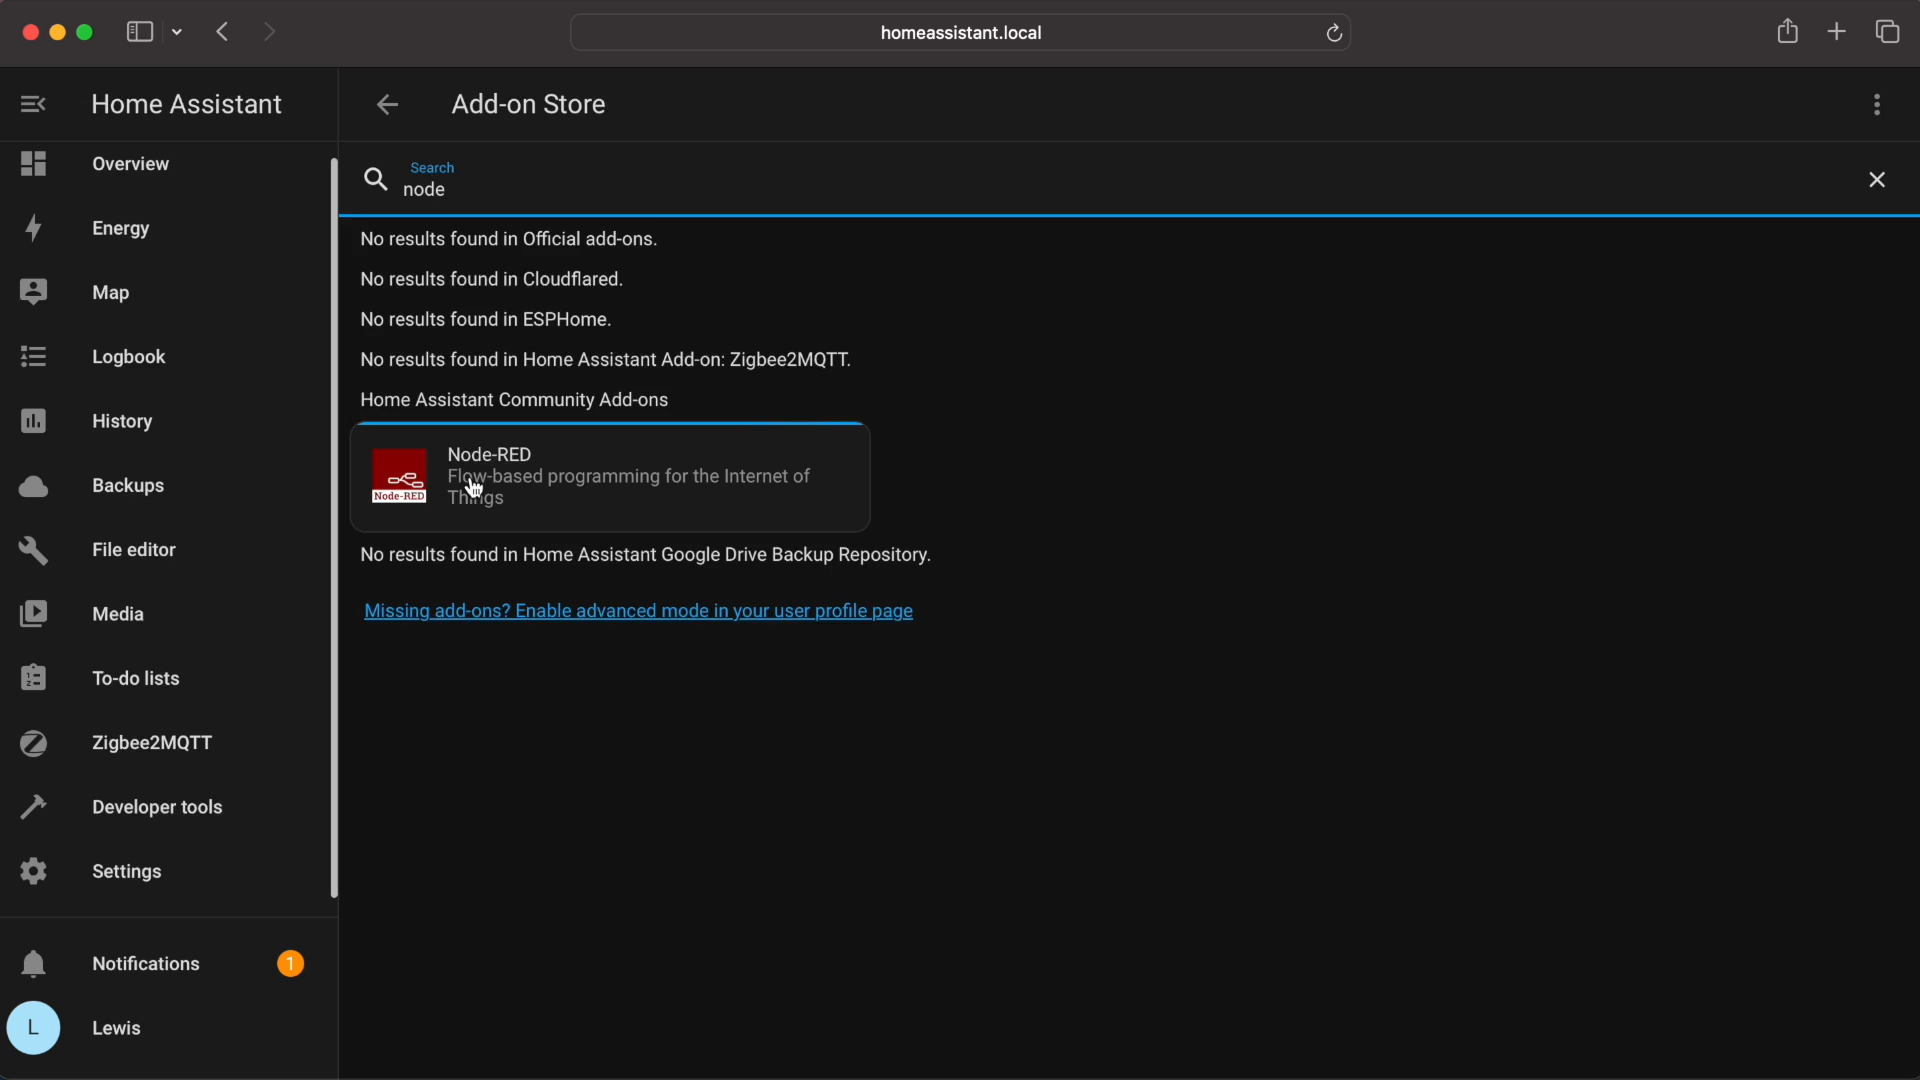 homeassistant.local
Home Assistant
Add-on Store
Overview
Energy
Map
Logbook
History
Backups
File editor
Media
To-do lists
Zigbee2MQTT
Developer tools
Settings
Notifications
1
L
Lewis
Search
node
No results found in Official add-ons.
No results found in Cloudflared.
No results found in ESPHome.
No results found in Home Assistant Add-on: Zigbee2MQTT.
Home Assistant Community Add-ons
Node-RED
Node-RED
Flow-based programming for the Internet of
Things
No results found in Home Assistant Google Drive Backup Repository.
Missing add-ons? Enable advanced mode in your user profile page